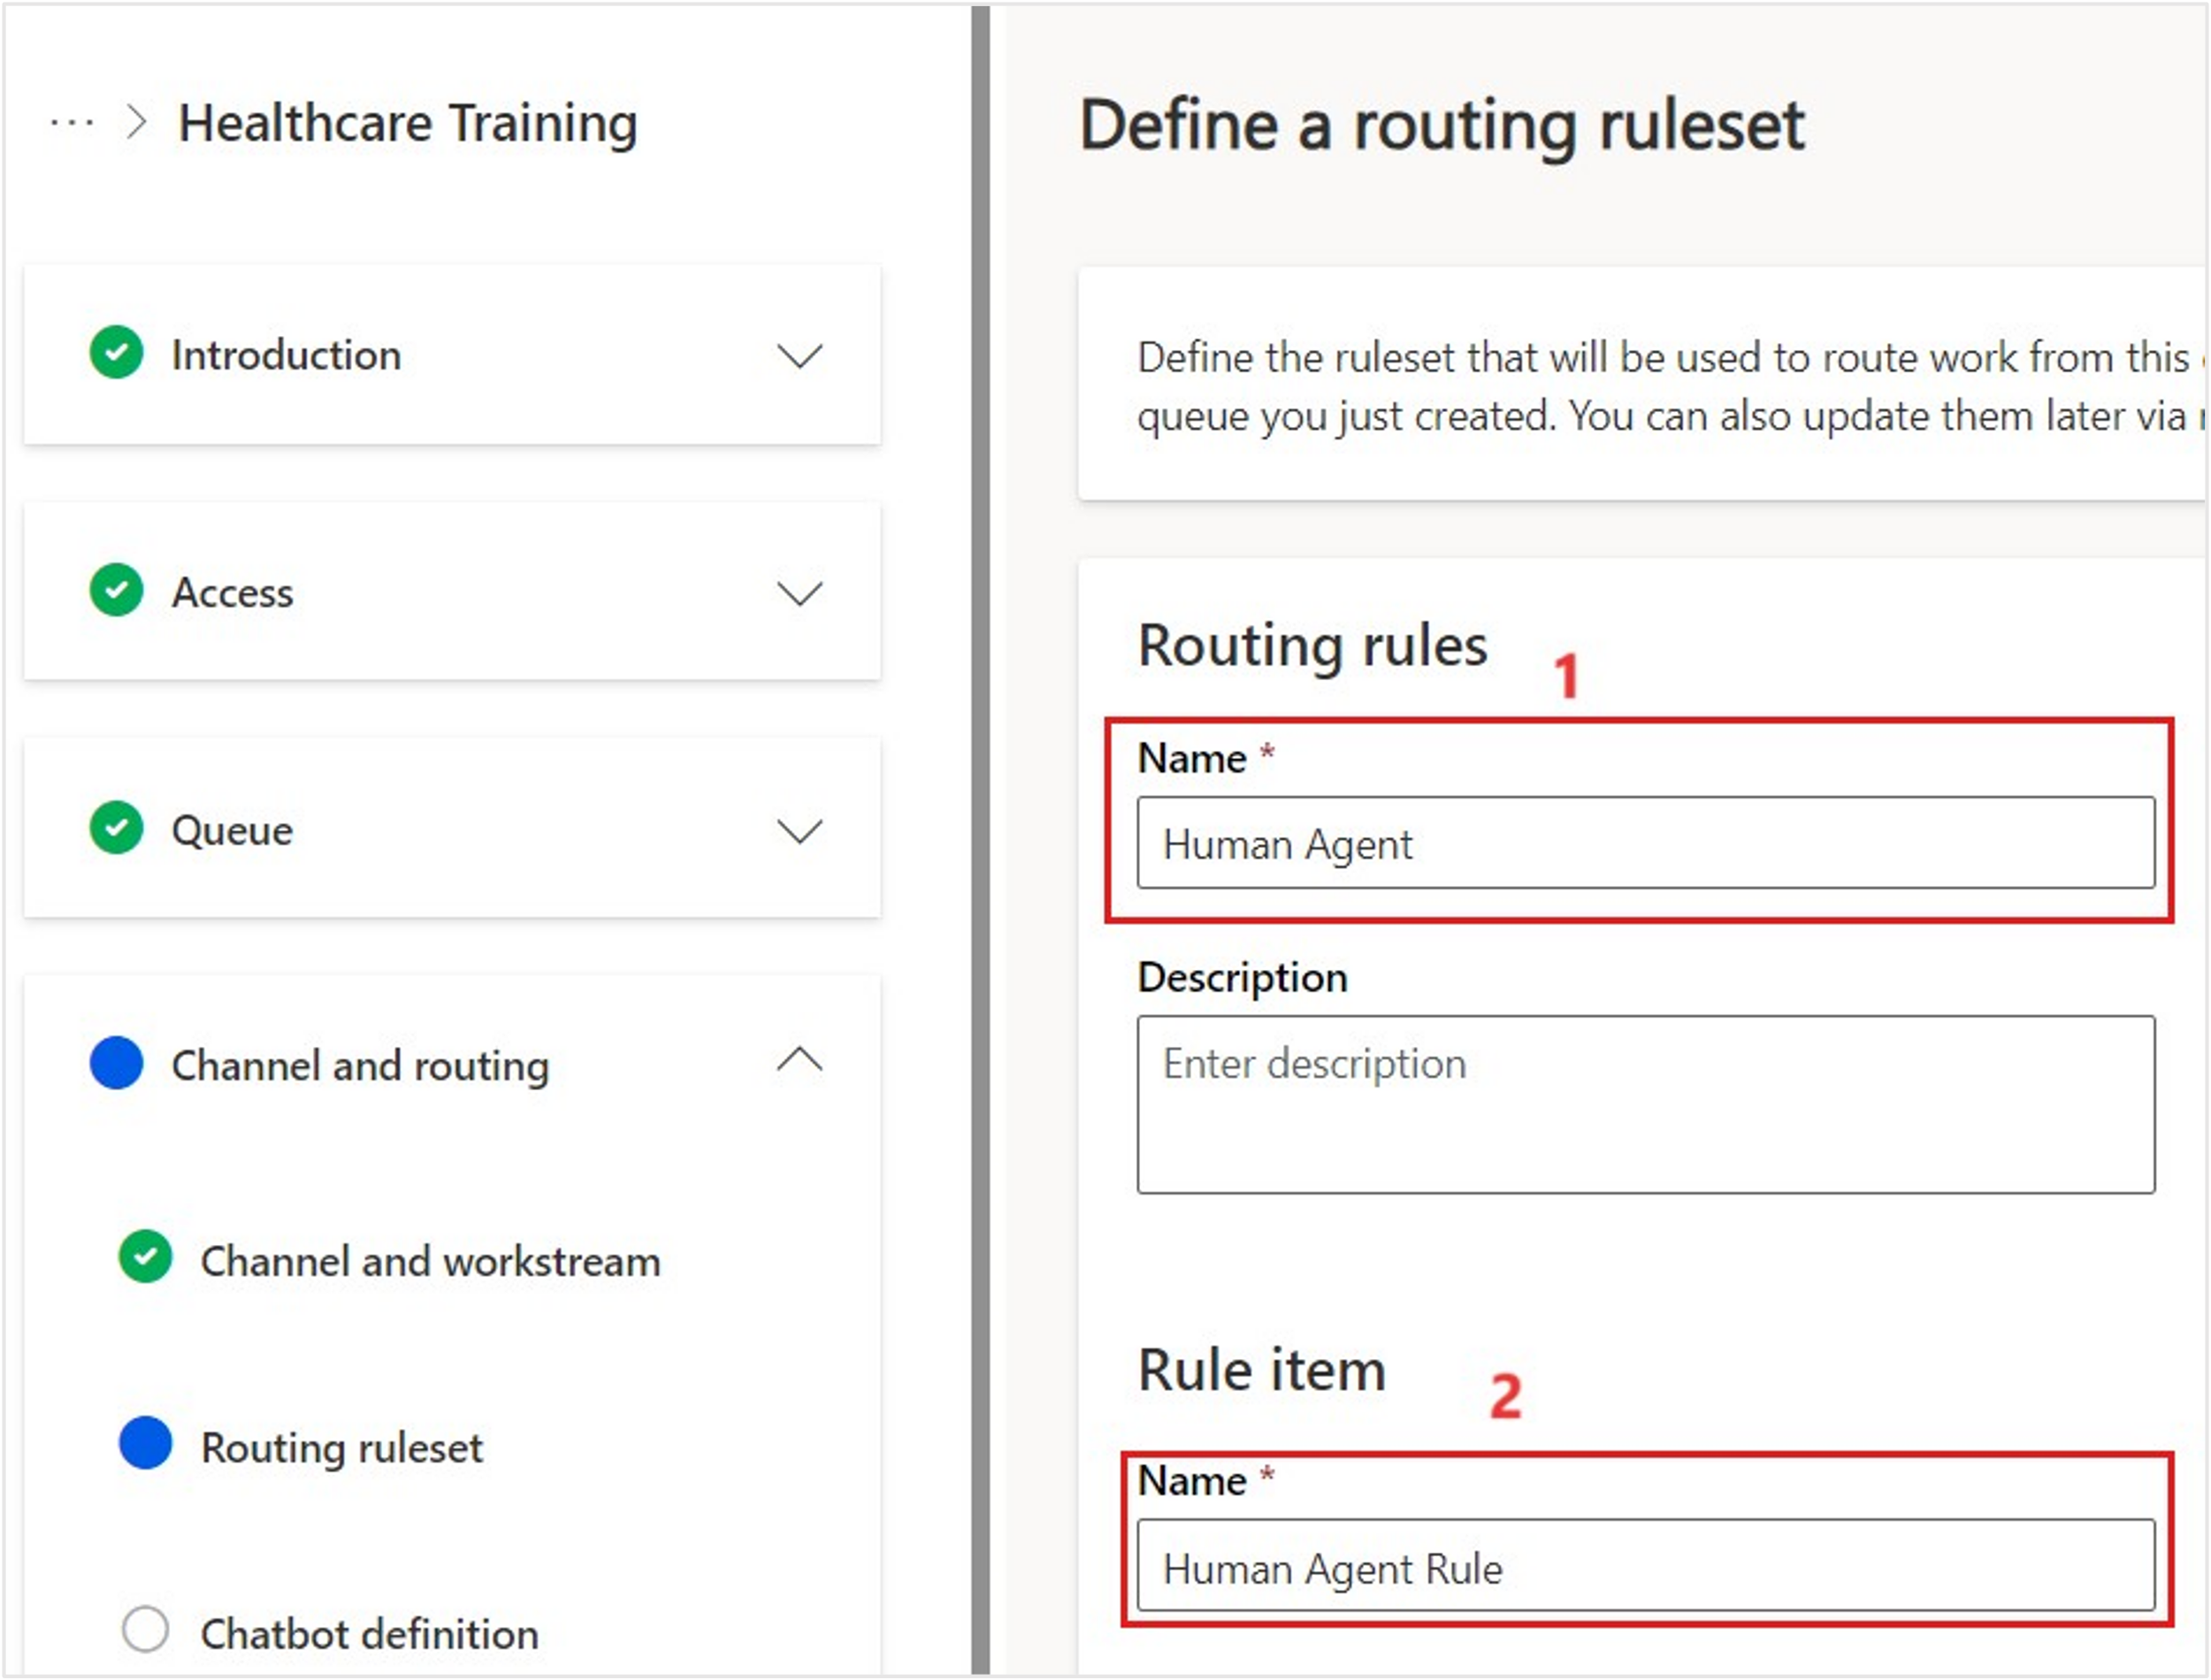 ··· > Healthcare Training
Introduction
Access
Queue
Channel and routing
Channel and workstream
Routing ruleset
Chatbot definition
Define a routing ruleset
Define the ruleset that will be used to route work from this
queue you just created. You can also update them later via
Routing rules
1
Name *
Human Agent
Description
Enter description
Rule item
2
Name *
Human Agent Rule